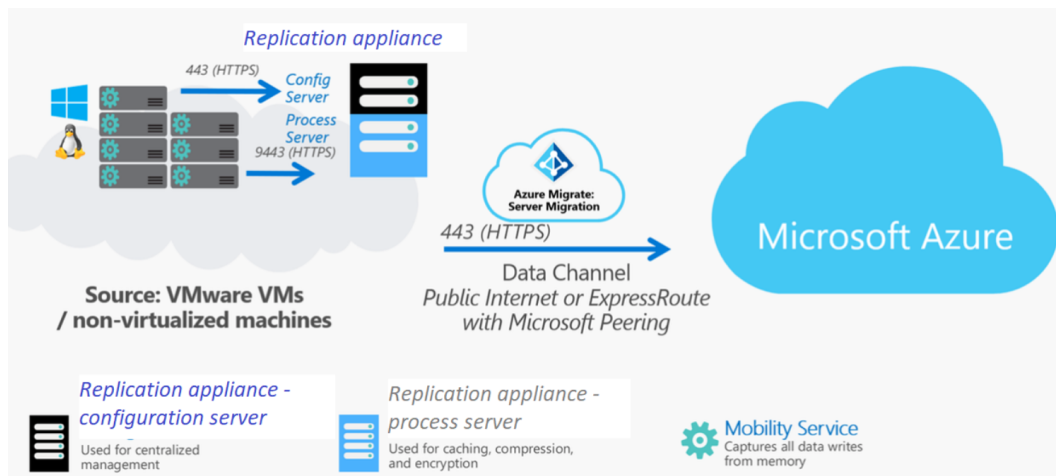 Replication appliance
443 (HTTPS)
Config
Server
Process
Server
9443 (HTTPS)
Azure Migrate:
Server Migration
443 (HTTPS)
Microsoft Azure
Data Channel
Public Internet or ExpressRoute
with Microsoft Peering
Source: VMware VMs
/ non-virtualized machines
Replication appliance -
configuration server
Used for centralized
management
Replication appliance -
process server
Used for caching, compression,
and encryption
Mobility Service
Captures all data writes
from memory